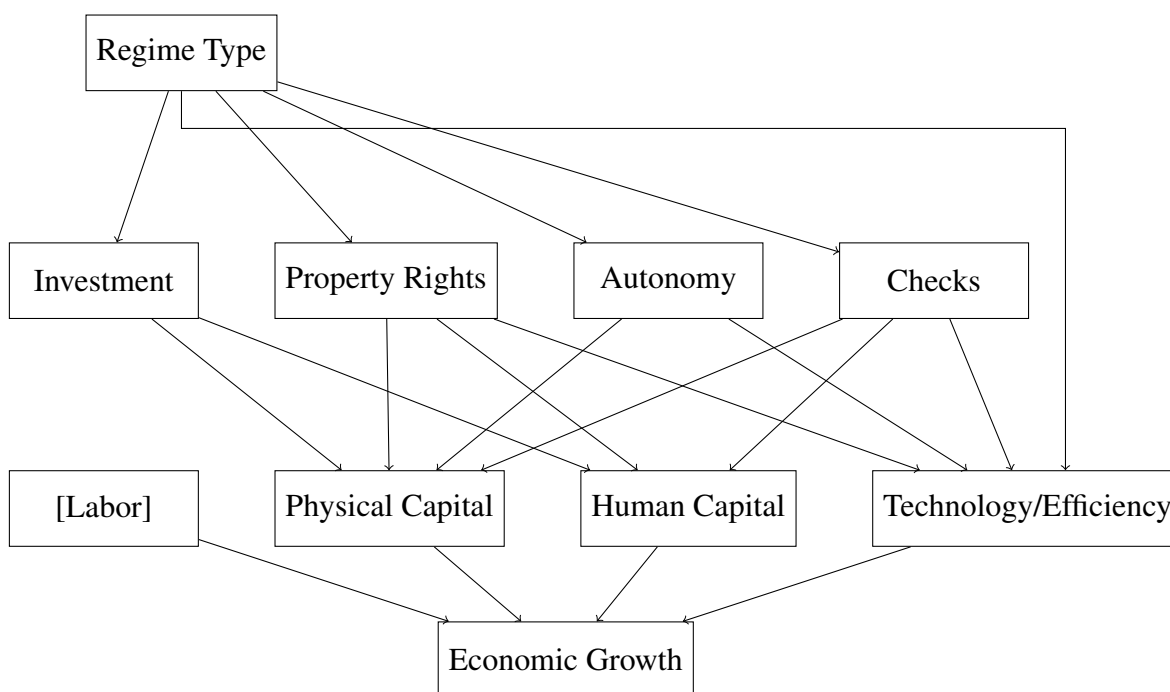 Regime Type
Investment
Property Rights
Autonomy
Checks
[Labor]
Physical Capital
Human Capital
Technology/Efficiency
Economic Growth